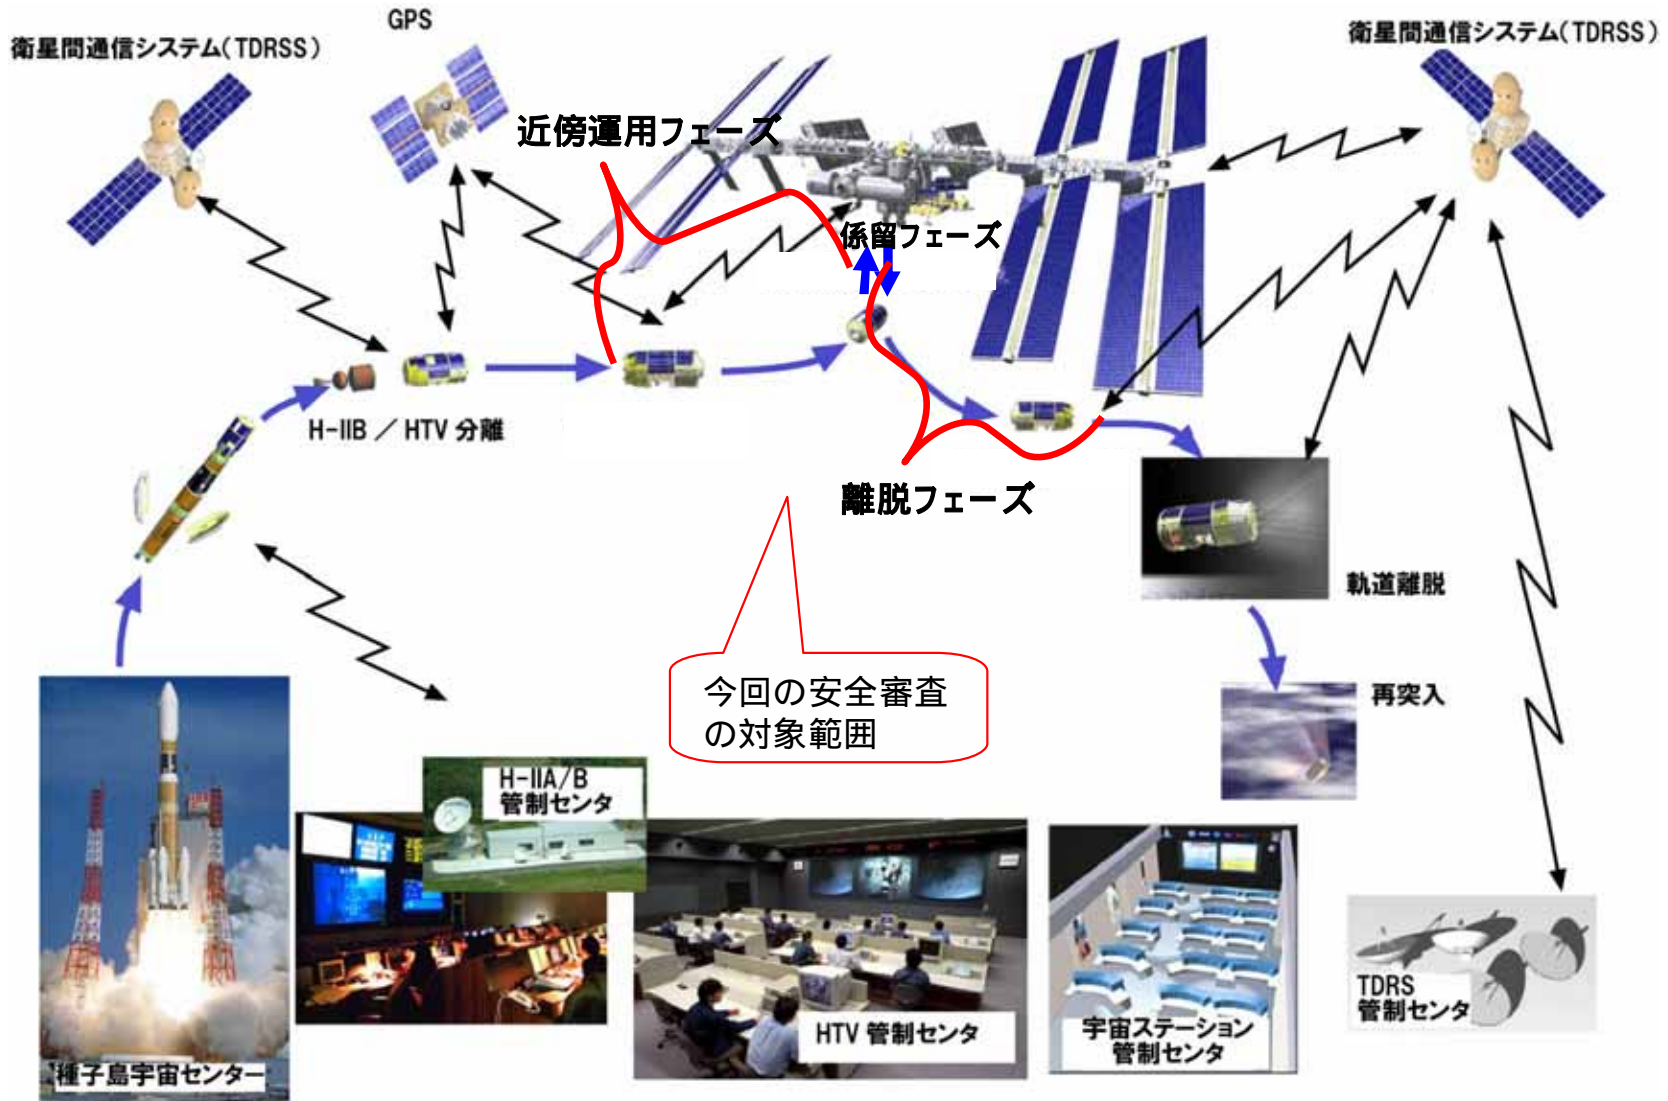 GPS
衛星間通信システム(TDRSS)
衛星間通信システム(TDRSS)
近傍運用フェーズ
係留フェーズ
H-IIB / HTV 分離
離脱フェーズ
軌道離脱
今回の安全審査
の対象範囲
再突入
H-IIA/B
管制センタ
HTV 管制センタ
宇宙ステーション
管制センタ
TDRS
管制センタ
種子島宇宙センター